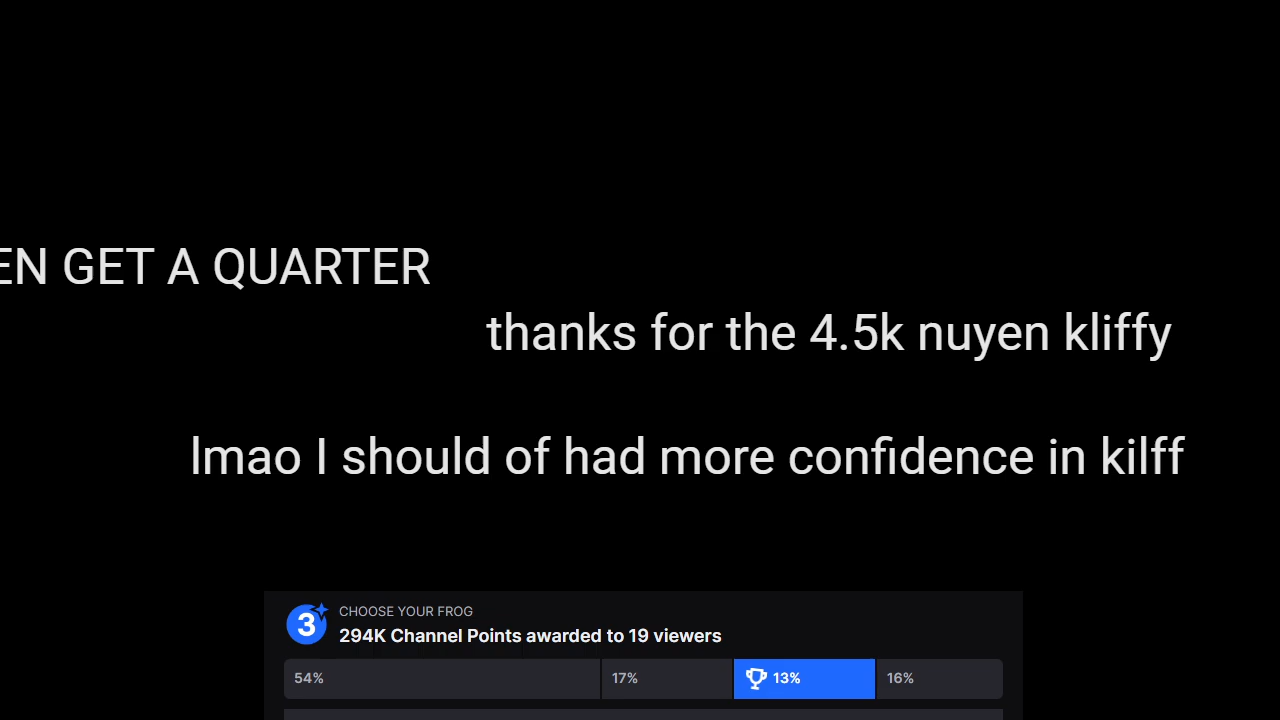 EN GET A QUARTER
thanks for the 4.5k nuyen kliffy
lmao I should of had more confidence in kilff
3 CHOOSE YOUR FROG
294K Channel Points awarded to 19 viewers
54% 17% 13% 16%